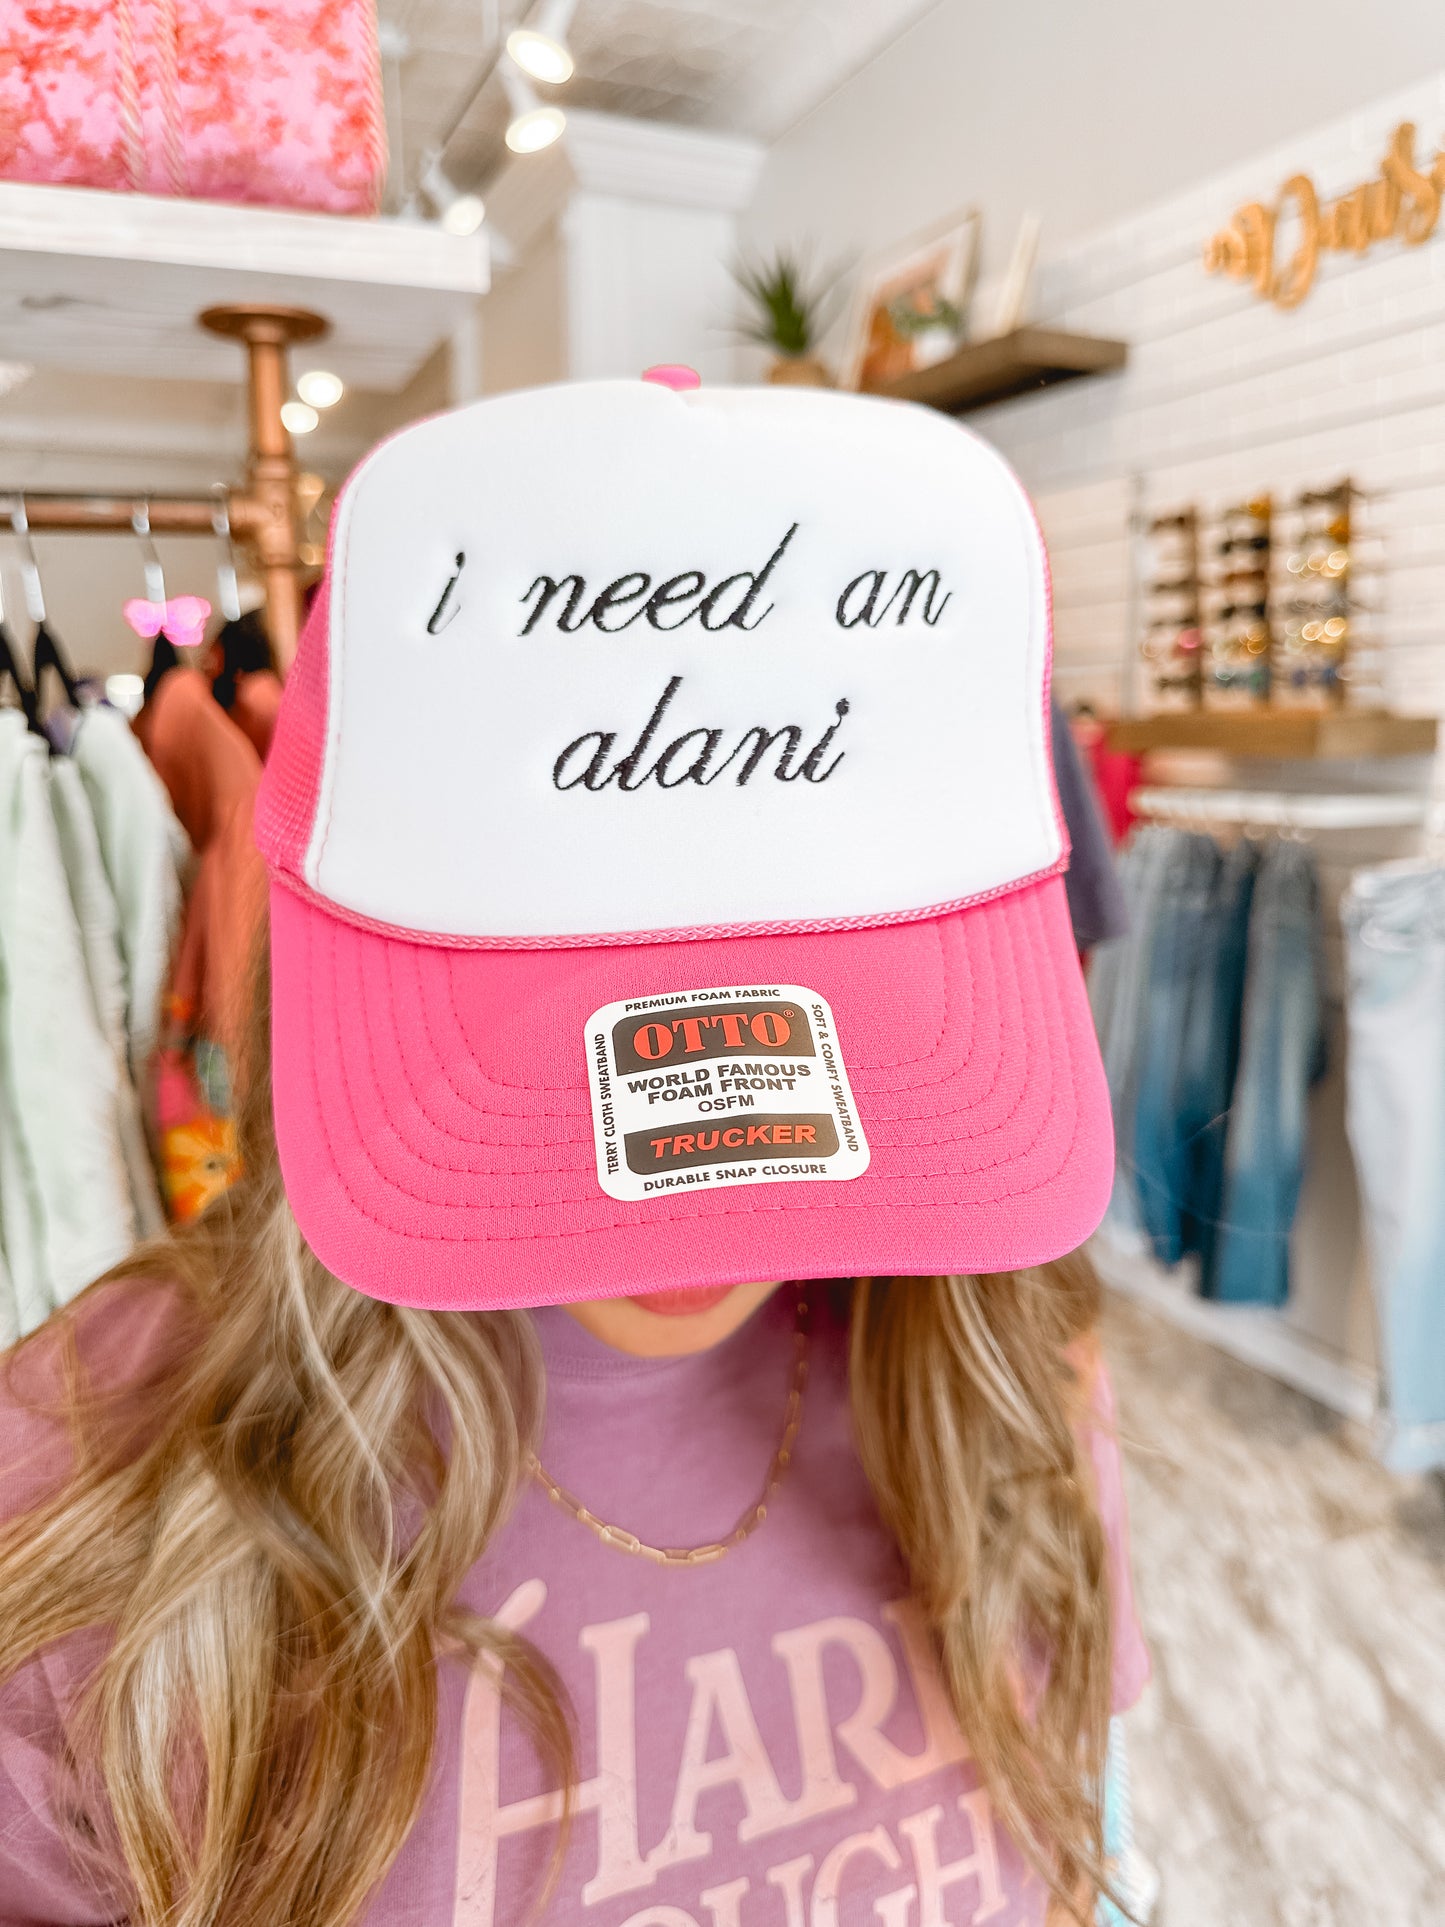 i need an
alani
PREMIUM FOAM FABRIC
OTTO®
WORLD FAMOUS
FOAM FRONT
OSFM
TRUCKER
DURABLE SNAP CLOSURE
TERRY CLOTH SWEATBAND
SOFT & COMFY SWEATBAND